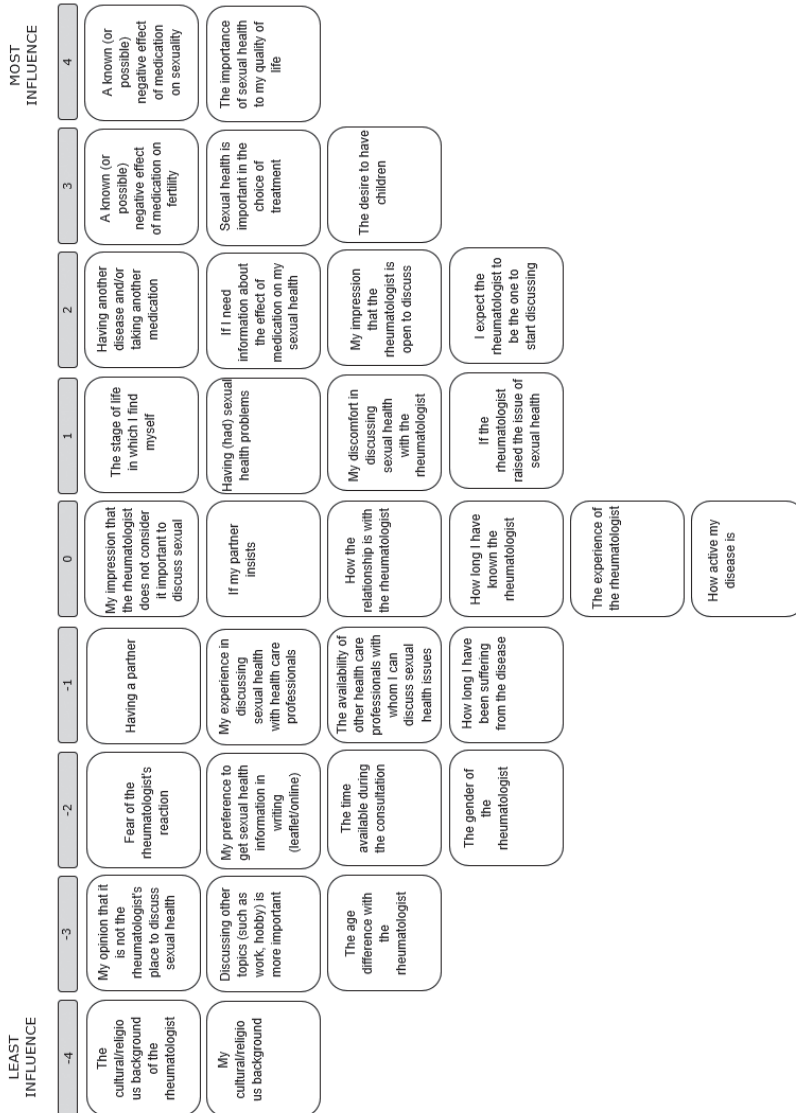 LEAST
INFLUENCE
MOST
INFLUENCE
-4
The
cultural/religio
us background
of the
rheumatologist
My
cultural/religio
us background
-3
My opinion that it
is not the
rheumatologist's
place to discuss
sexual health
Discussing other
topics (such as
work, hobby) is
more important
The age
difference with
the
rheumatologist
-2
Fear of the
rheumatologist's
reaction
My preference to
get sexual health
information in
writing
(leaflet/online)
The time
available during
the consultation
The gender of
the
rheumatologist
-1
Having a partner
My experience in
discussing
sexual health
with health care
professionals
The availability of
other health care
professionals with
whom I can
discuss sexual
health issues
How long I have
been suffering
from the disease
0
My impression that
the rheumatologist
does not consider
it important to
discuss sexual
If my partner
insists
How the
relationship is with
the rheumatologist
How long I have
known the
rheumatologist
The experience of
the rheumatologist
How active my
disease is
1
The stage of life
in which I find
myself
Having (had) sexual
health problems
My discomfort in
discussing
sexual health
with the
rheumatologist
If the
rheumatologist
raised the issue of
sexual health
2
Having another
disease and/or
taking another
medication
If I need
information about
the effect of
medication on my
sexual health
My impression
that the
rheumatologist is
open to discuss
I expect the
rheumatologist to
be the one to
start discussing
3
A known (or
possible)
negative effect
of medication on
fertility
Sexual health is
important in the
choice of
treatment
The desire to have
children
4
A known (or
possible)
negative effect
of medication
on sexuality
The importance
of sexual health
to my quality of
life